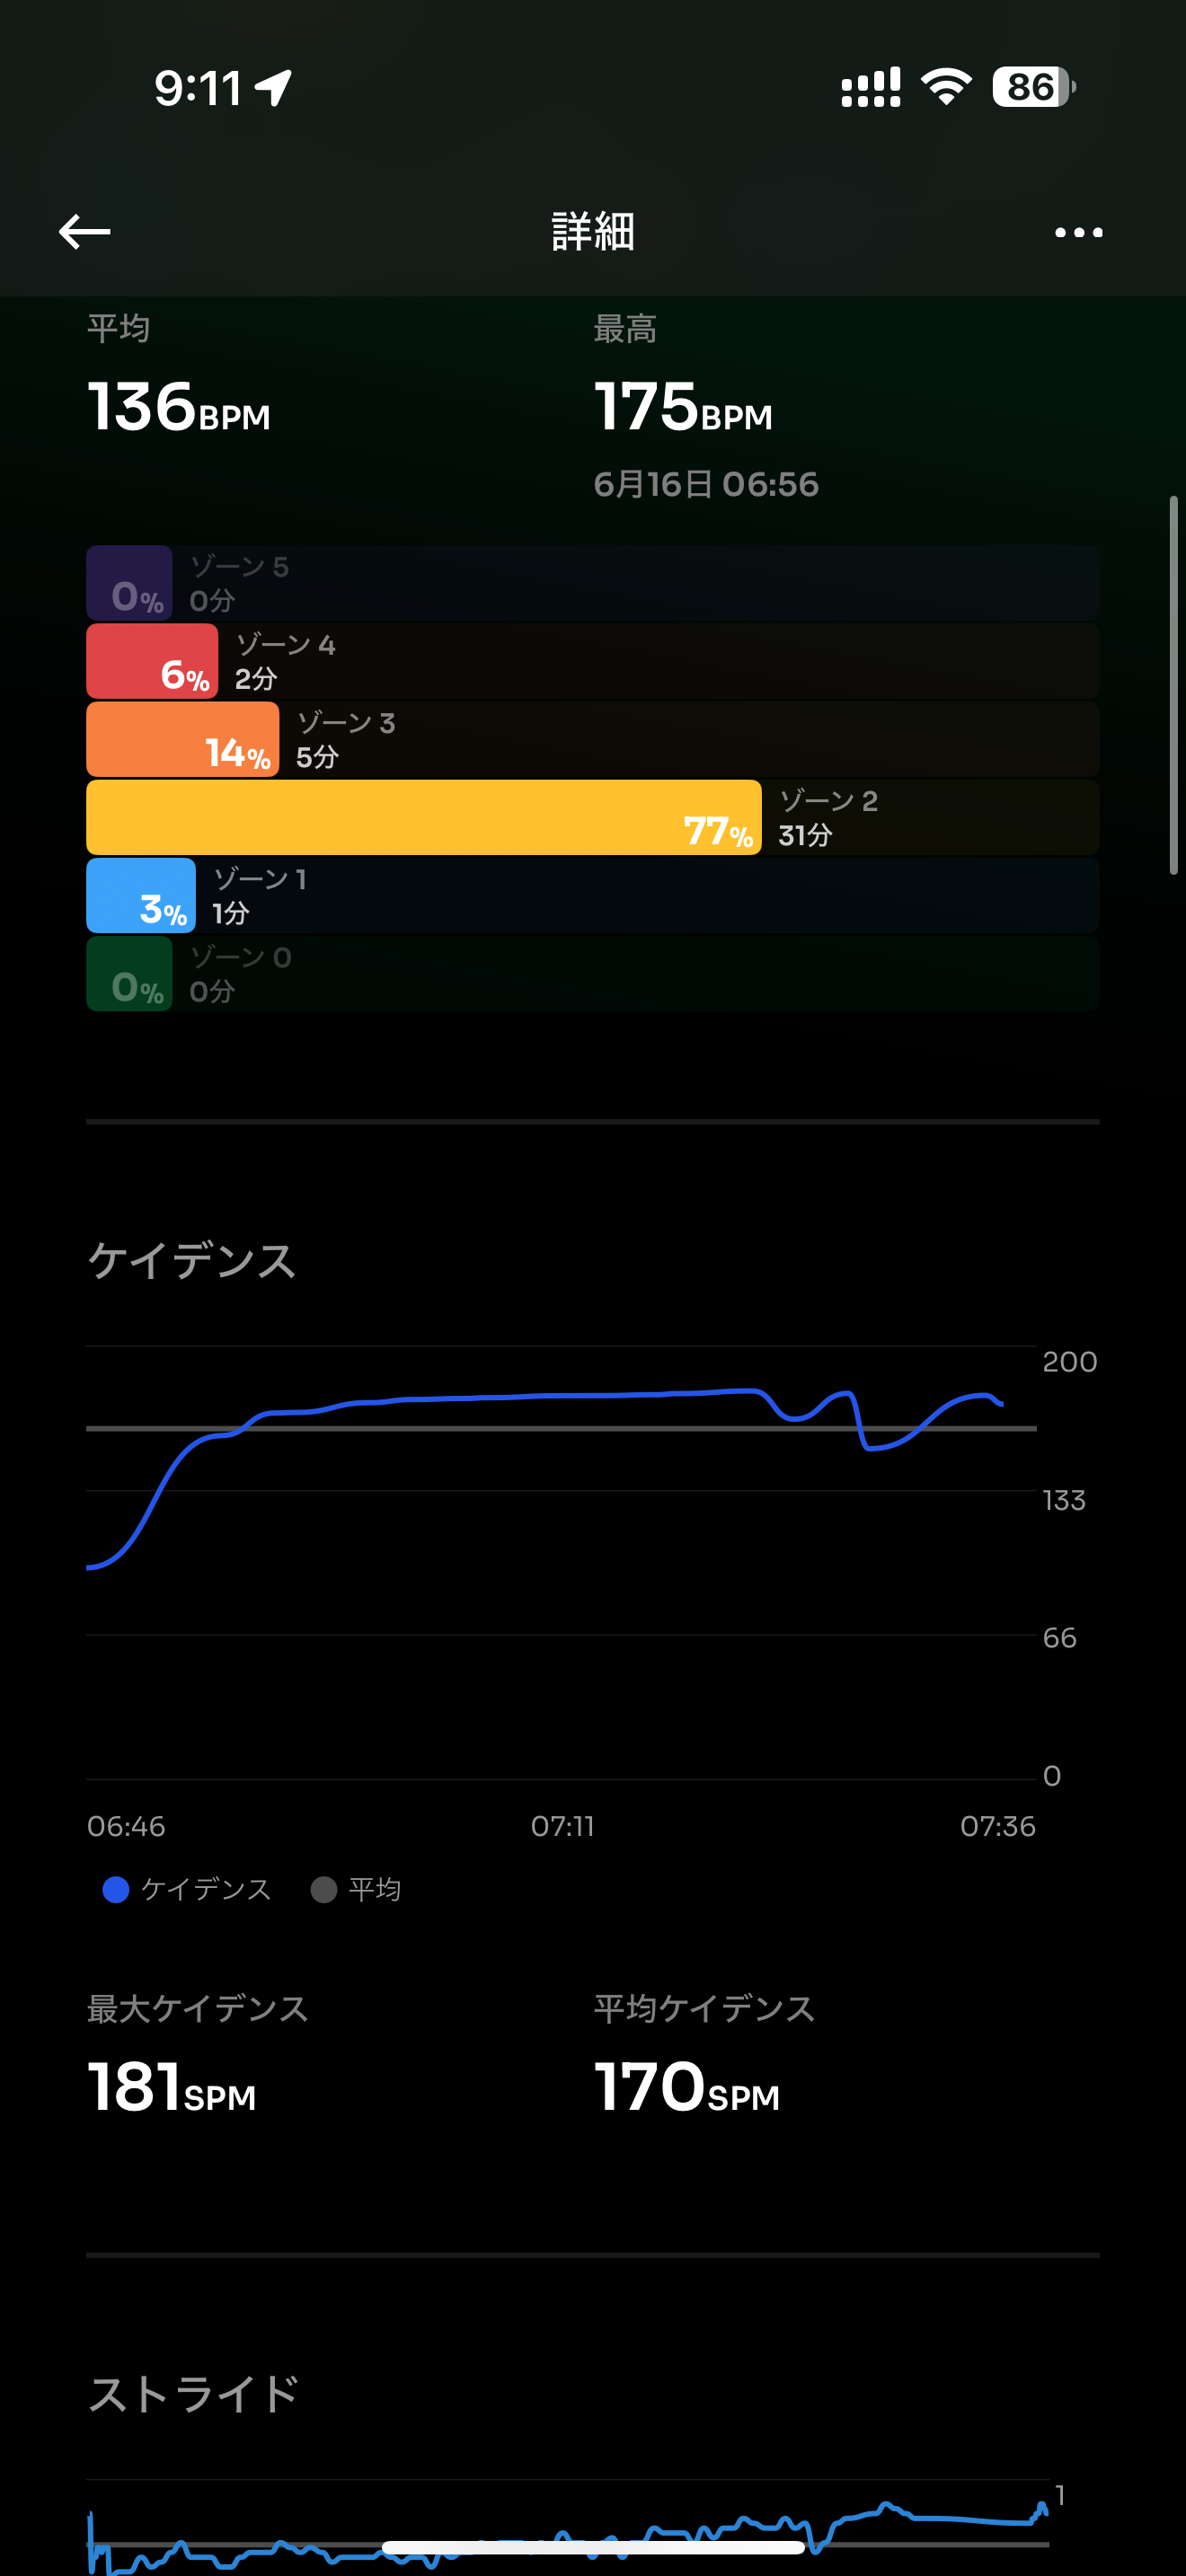 9:11
86
詳細
平均 最高
136BPM 175BPM
6月16日 06:56
ゾーン 5
0% 0分
ゾーン 4
6% 2分
ゾーン 3
14% 5分
ゾーン 2
77% 31分
ゾーン 1
3% 1分
ゾーン 0
0% 0分
ケイデンス
200
133
66
0
06:46 07:11 07:36
ケイデンス 平均
最大ケイデンス 平均ケイデンス
181SPM 170SPM
ストライド
1